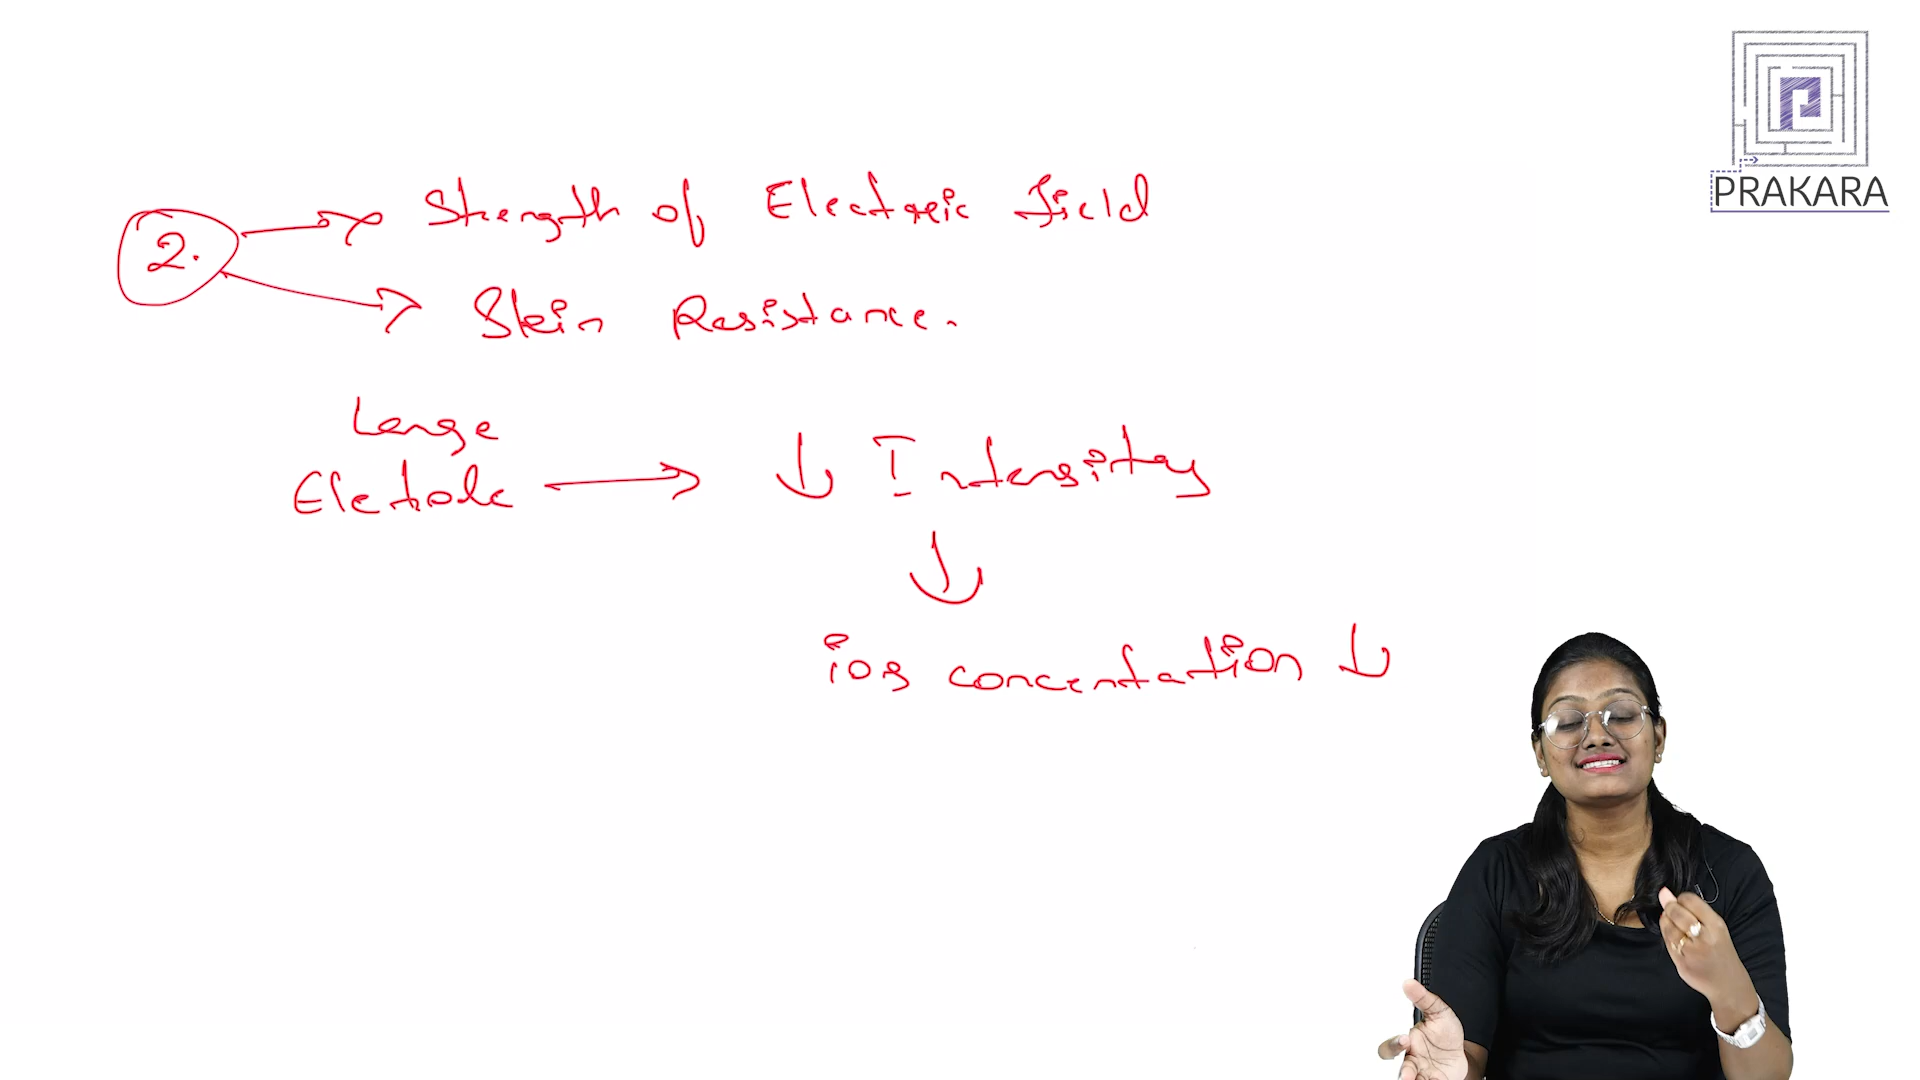 PRAKARA
2. → Strength of Electric Field
→ Skin Resistance.
Large
Eletrode → ↓ Intensity
↓
ion concentration ↓